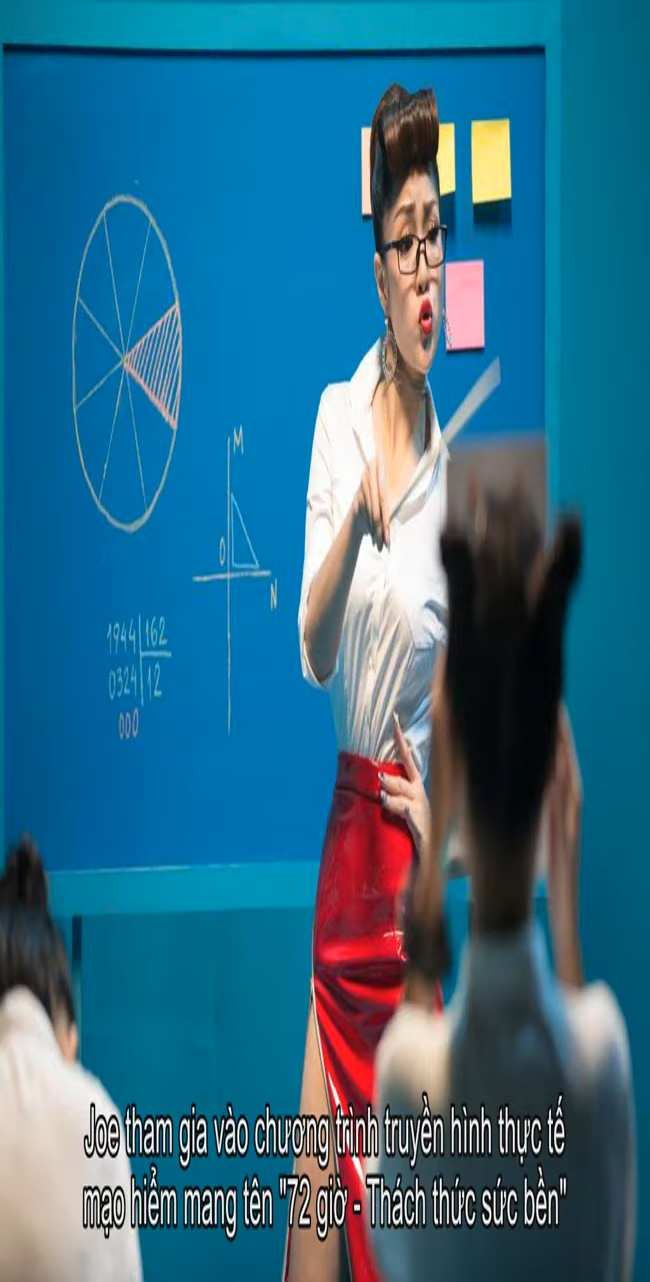 M
O
N
1944 162
0324 12
000
Joe tham gia vào chương trình truyền hình thực tế
mạo hiểm mang tên "72 giờ - Thách thức sức bền"